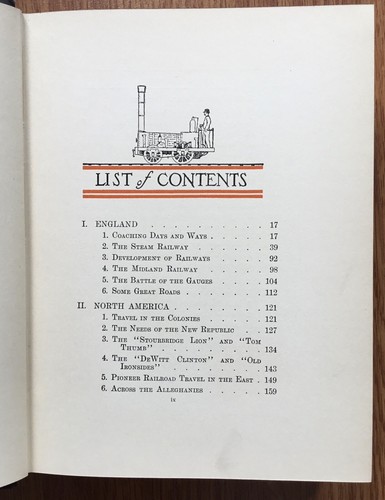 LIST of CONTENTS
I. ENGLAND . . . . . . . . . . 17
1. COACHING DAYS AND WAYS . . . . . 17
2. THE STEAM RAILWAY . . . . . . 39
3. DEVELOPMENT OF RAILWAYS . . . . 92
4. THE MIDLAND RAILWAY . . . . . 98
5. THE BATTLE OF THE GAUGES . . . . 104
6. SOME GREAT ROADS . . . . . . 112
II. NORTH AMERICA . . . . . . . . 121
1. TRAVEL IN THE COLONIES . . . . . 121
2. THE NEEDS OF THE NEW REPUBLIC . . 127
3. THE "STOURBRIDGE LION" AND "TOM
THUMB" . . . . . . . . . 134
4. THE "DEWITT CLINTON" AND "OLD
IRONSIDES" . . . . . . . . 143
5. PIONEER RAILROAD TRAVEL IN THE EAST . 149
6. ACROSS THE ALLEGHANIES . . . . 159
ix